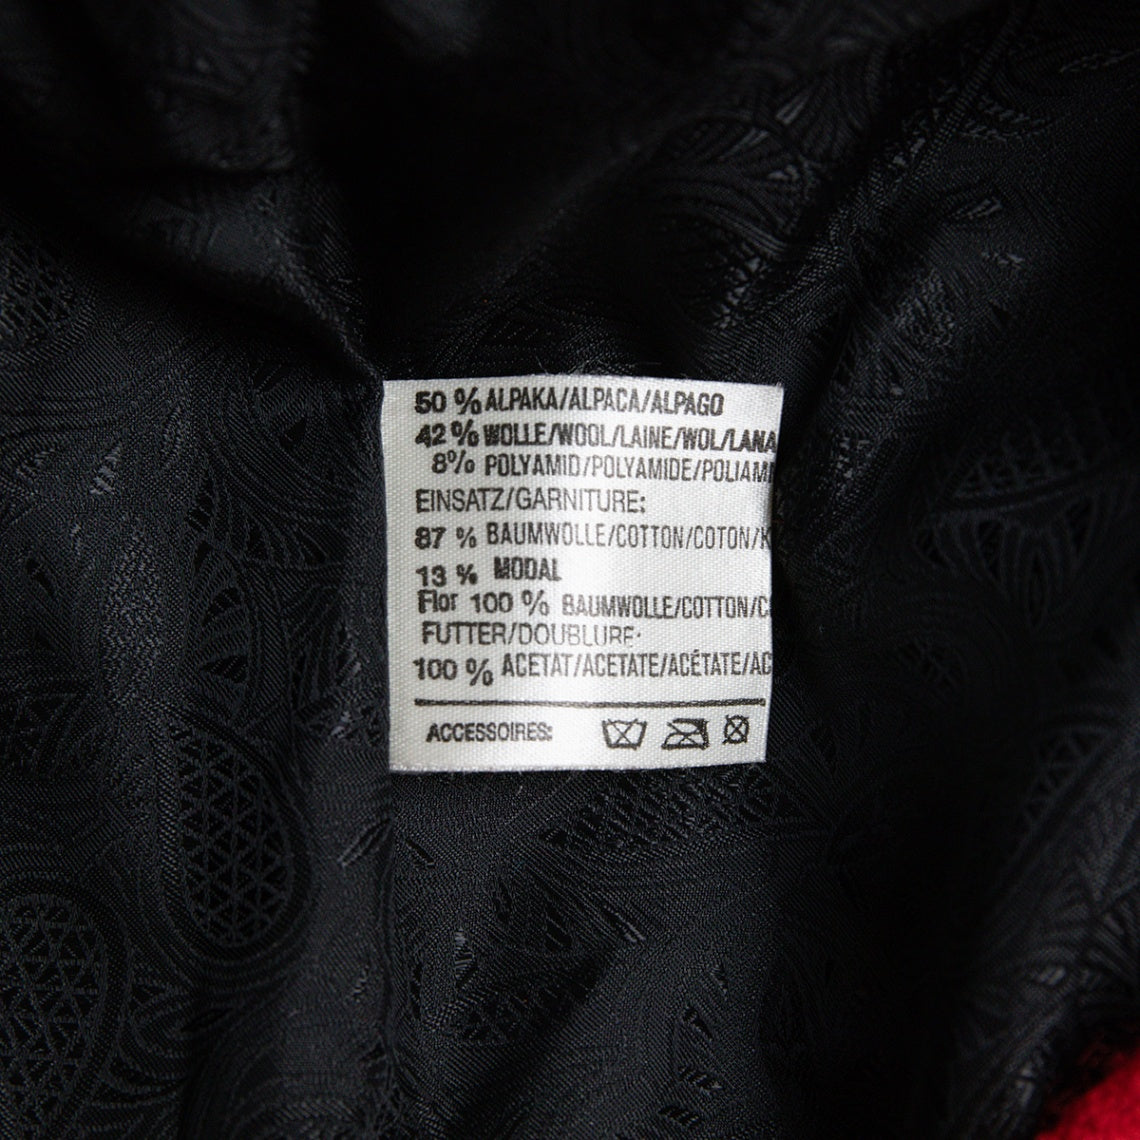 50 % ALPAKA/ALPACA/ALPAGO
42% WOLLE/WOOL/LAINE/WOL/LANA
8% POLYAMID/POLYAMIDE/POLIAMI
EINSATZ/GARNITURE:
87 % BAUMWOLLE/COTTON/COTON/K
13 % MODAL
Flor 100 % BAUMWOLLE/COTTON/C
FUTTER/DOUBLURE:
100 % ACETAT/ACETATE/ACÉTATE/AC
ACCESSOIRES: